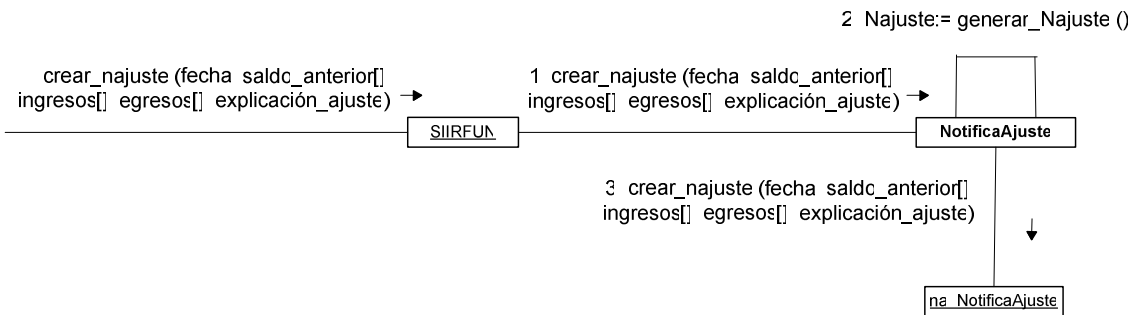 2 Najuste:= generar_Najuste ()
crear_najuste (fecha saldo_anterior[]
ingresos[] egresos[] explicación_ajuste)
1 crear_najuste (fecha saldo_anterior[]
ingresos[] egresos[] explicación_ajuste)
SIIRFUN
NotificaAjuste
3 crear_najuste (fecha saldo_anterior[]
ingresos[] egresos[] explicación_ajuste)
na NotificaAjuste